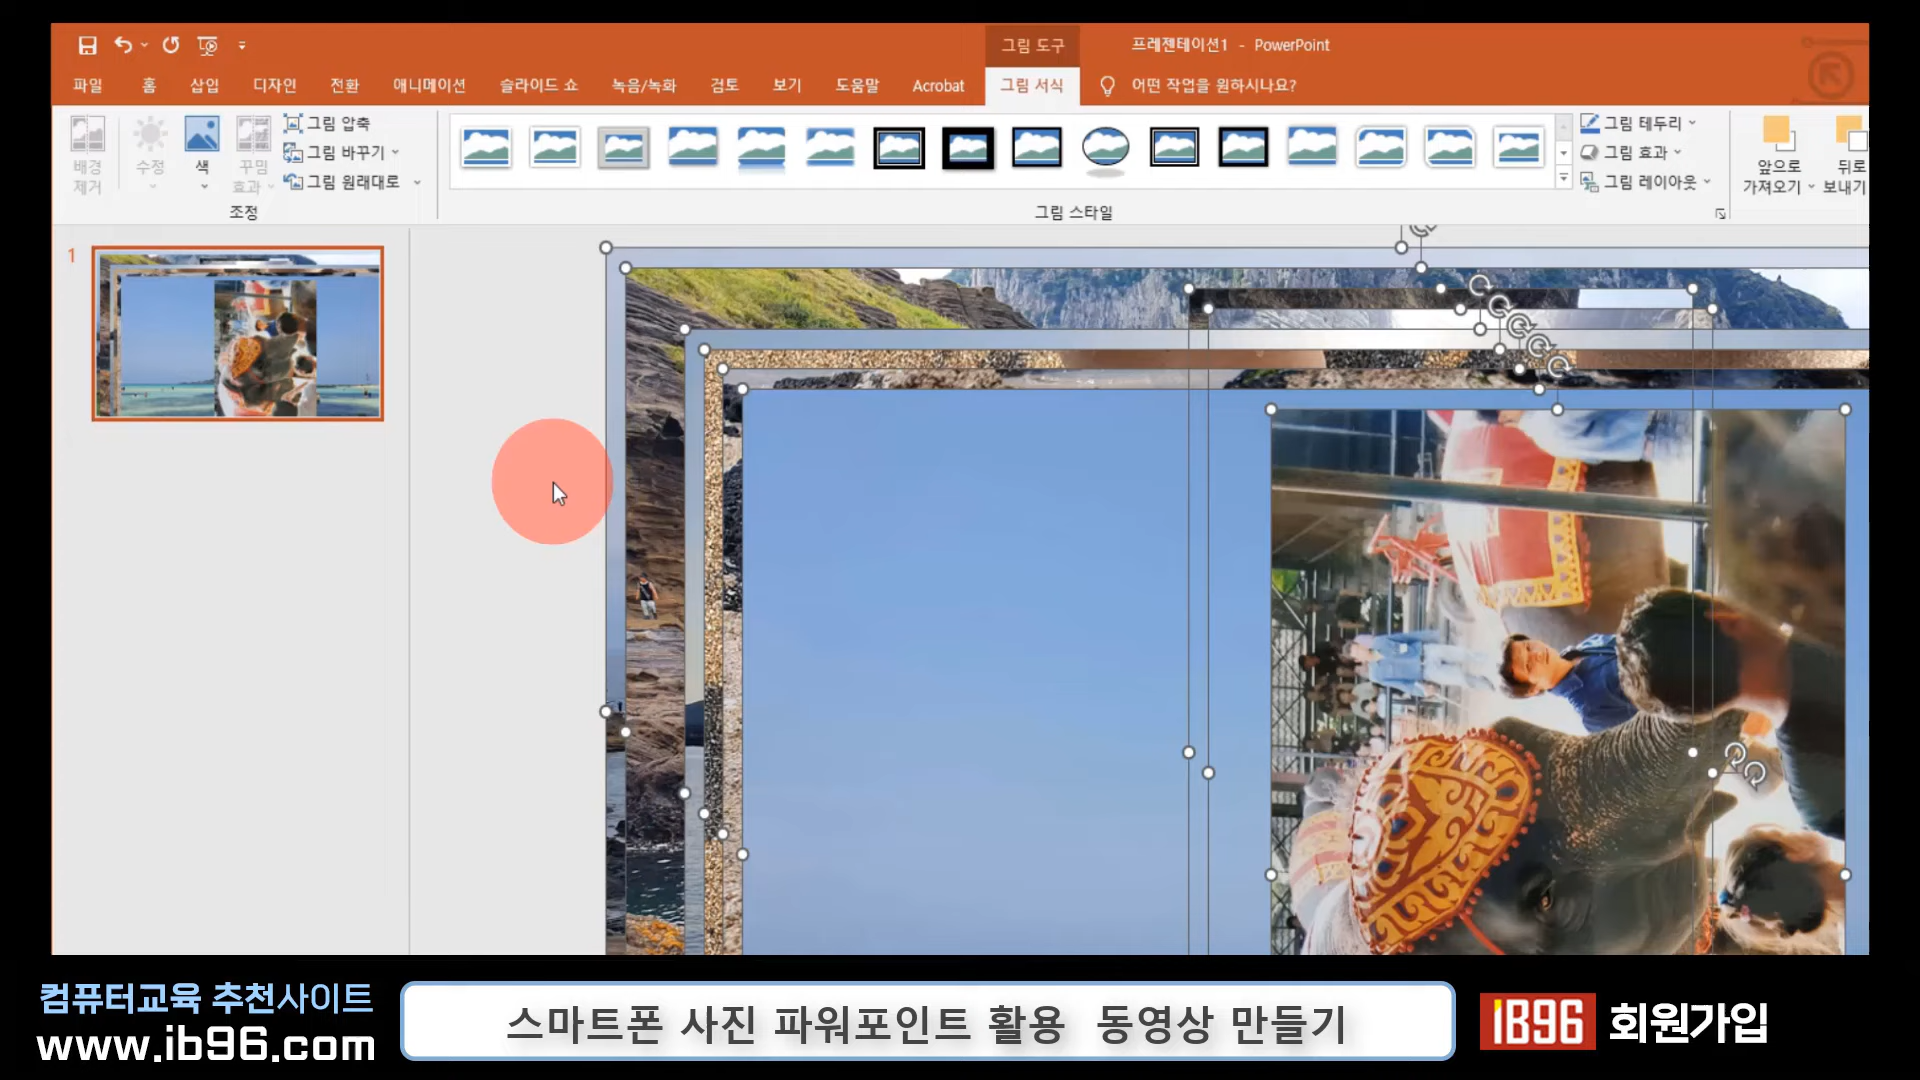 그림 도구
프레젠테이션1 - PowerPoint
파일 홈 삽입 디자인 전환 애니메이션 슬라이드 쇼 녹음/녹화 검토 보기 도움말 Acrobat 그림 서식 어떤 작업을 원하시나요?
배경 제거
수정
색
꾸밈 효과
그림 압축
그림 바꾸기
그림 원래대로
조정
그림 스타일
그림 테두리
그림 효과
그림 레이아웃
앞으로 가져오기
뒤로 보내기
1
컴퓨터교육 추천사이트
www.ib96.com
스마트폰 사진 파워포인트 활용 동영상 만들기
IB96 회원가입